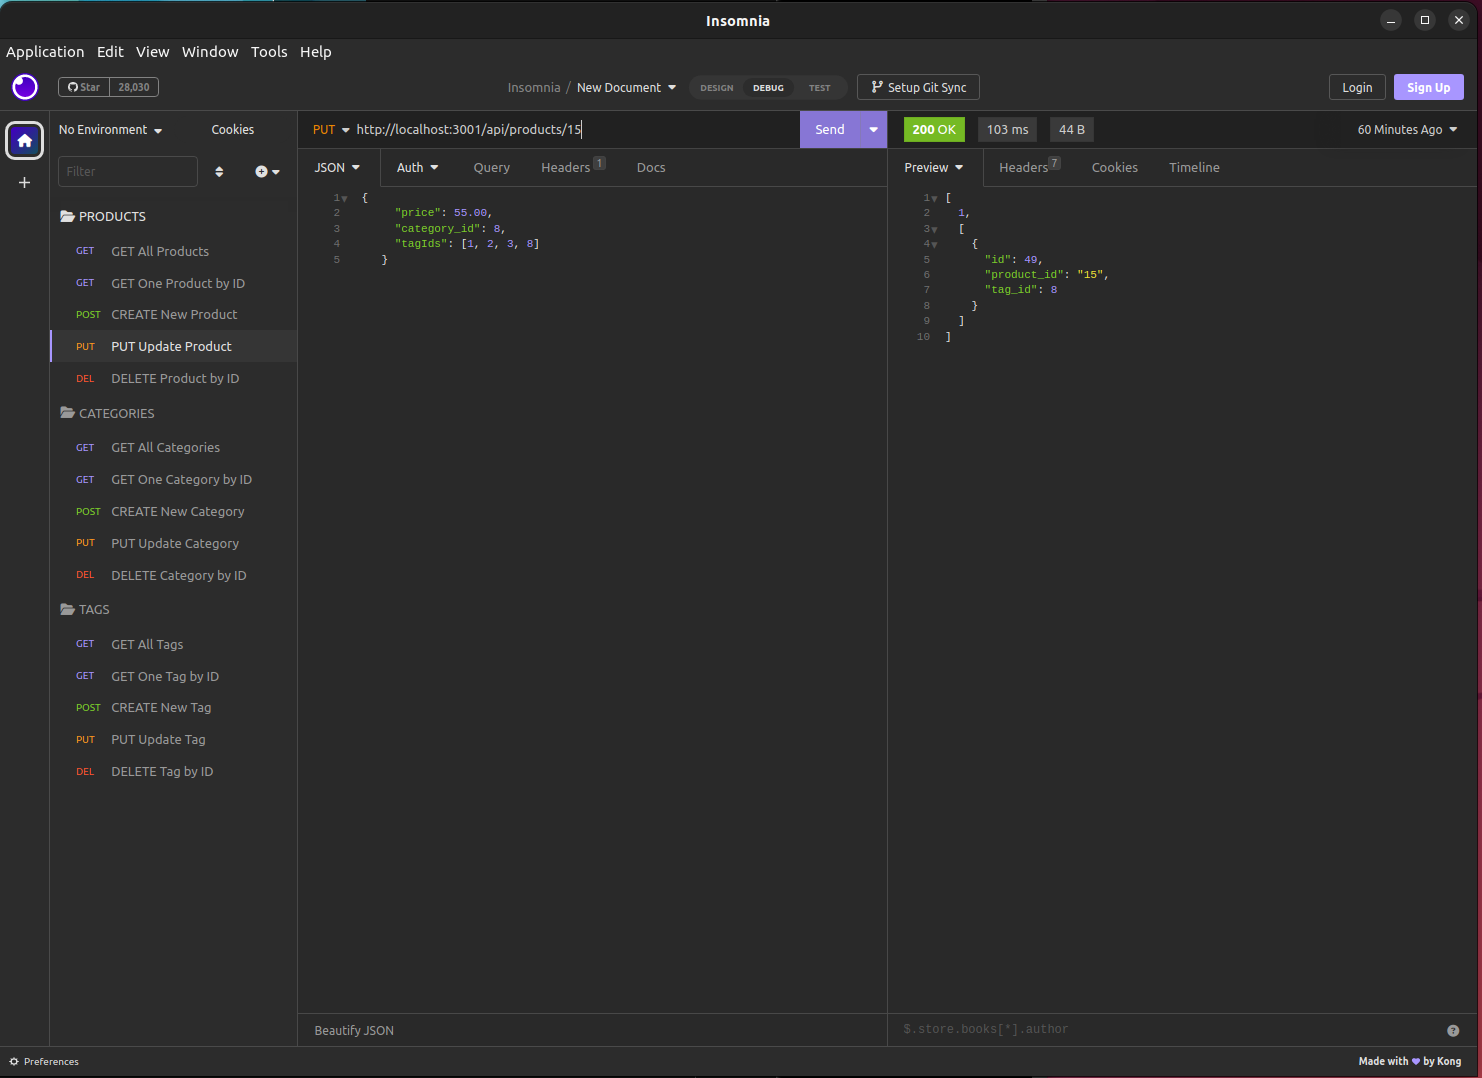 Insomnia
Application Edit View Window Tools Help
Star 28,030
Insomnia / New Document
DESIGN DEBUG TEST
Setup Git Sync
Login
Sign Up
No Environment
Cookies
Filter
PRODUCTS
GET GET All Products
GET GET One Product by ID
POST CREATE New Product
PUT PUT Update Product
DEL DELETE Product by ID
CATEGORIES
GET GET All Categories
GET GET One Category by ID
POST CREATE New Category
PUT PUT Update Category
DEL DELETE Category by ID
TAGS
GET GET All Tags
GET GET One Tag by ID
POST CREATE New Tag
PUT PUT Update Tag
DEL DELETE Tag by ID
PUT http://localhost:3001/api/products/15
Send
JSON Auth Query Headers 1 Docs
1 {
2 "price": 55.00,
3 "category_id": 8,
4 "tagIds": [1, 2, 3, 8]
5 }
Beautify JSON
200 OK 103 ms 44 B
60 Minutes Ago
Preview Headers 7 Cookies Timeline
1 [
2 1,
3 [
4 {
5 "id": 49,
6 "product_id": "15",
7 "tag_id": 8
8 }
9 ]
10 ]
$.store.books[*].author
?
Preferences
Made with ♥ by Kong